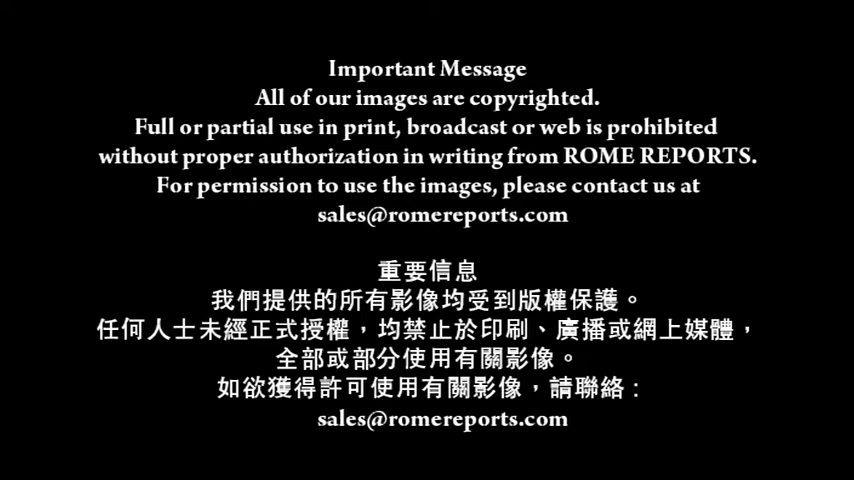 Important Message
All of our images are copyrighted.
Full or partial use in print, broadcast or web is prohibited
without proper authorization in writing from ROME REPORTS.
For permission to use the images, please contact us at
sales@romereports.com
重要信息
我們提供的所有影像均受到版權保護。
任何人士未經正式授權，均禁止於印刷、廣播或網上媒體，
全部或部分使用有關影像。
如欲獲得許可使用有關影像，請聯絡：
sales@romereports.com